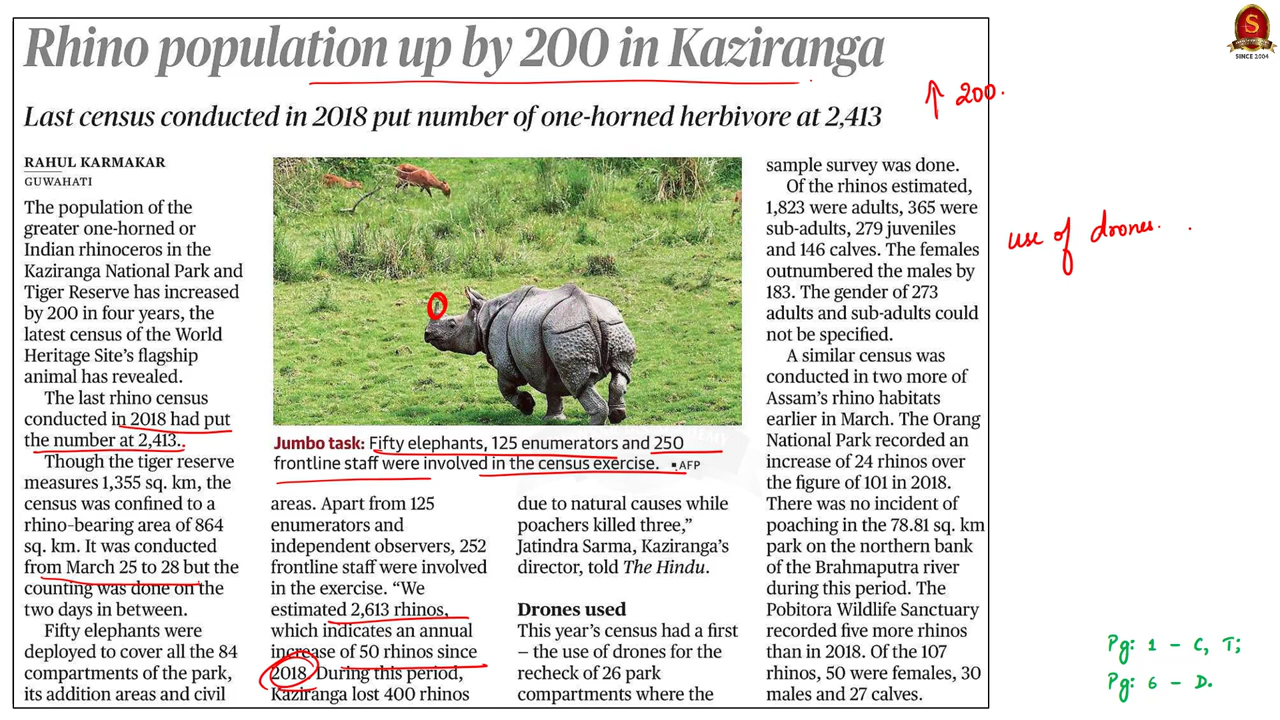 Rhino population up by 200 in Kaziranga
Last census conducted in 2018 put number of one-horned herbivore at 2,413
RAHUL KARMAKAR
GUWAHATI
The population of the
greater one-horned or
Indian rhinoceros in the
Kaziranga National Park and
Tiger Reserve has increased
by 200 in four years, the
latest census of the World
Heritage Site's flagship
animal has revealed.
The last rhino census
conducted in 2018 had put
the number at 2,413.
Though the tiger reserve
measures 1,355 sq. km, the
census was confined to a
rhino-bearing area of 864
sq. km. It was conducted
from March 25 to 28 but the
counting was done on the
two days in between.
Fifty elephants were
deployed to cover all the 84
compartments of the park,
its addition areas and civil
Jumbo task: Fifty elephants, 125 enumerators and 250
frontline staff were involved in the census exercise. ■AFP
areas. Apart from 125
enumerators and
independent observers, 252
frontline staff were involved
in the exercise. “We
estimated 2,613 rhinos,
which indicates an annual
increase of 50 rhinos since
2018. During this period,
Kaziranga lost 400 rhinos
due to natural causes while
poachers killed three,”
Jatindra Sarma, Kaziranga's
director, told The Hindu.
Drones used
This year's census had a first
– the use of drones for the
recheck of 26 park
compartments where the
sample survey was done.
Of the rhinos estimated,
1,823 were adults, 365 were
sub-adults, 279 juveniles
and 146 calves. The females
outnumbered the males by
183. The gender of 273
adults and sub-adults could
not be specified.
A similar census was
conducted in two more of
Assam's rhino habitats
earlier in March. The Orang
National Park recorded an
increase of 24 rhinos over
the figure of 101 in 2018.
There was no incident of
poaching in the 78.81 sq. km
park on the northern bank
of the Brahmaputra river
during this period. The
Pobitora Wildlife Sanctuary
recorded five more rhinos
than in 2018. Of the 107
rhinos, 50 were females, 30
males and 27 calves.
↑ 200.
use of drones.
Pg: 1 - C, T;
Pg: 6 - D.
S
SINCE 2004